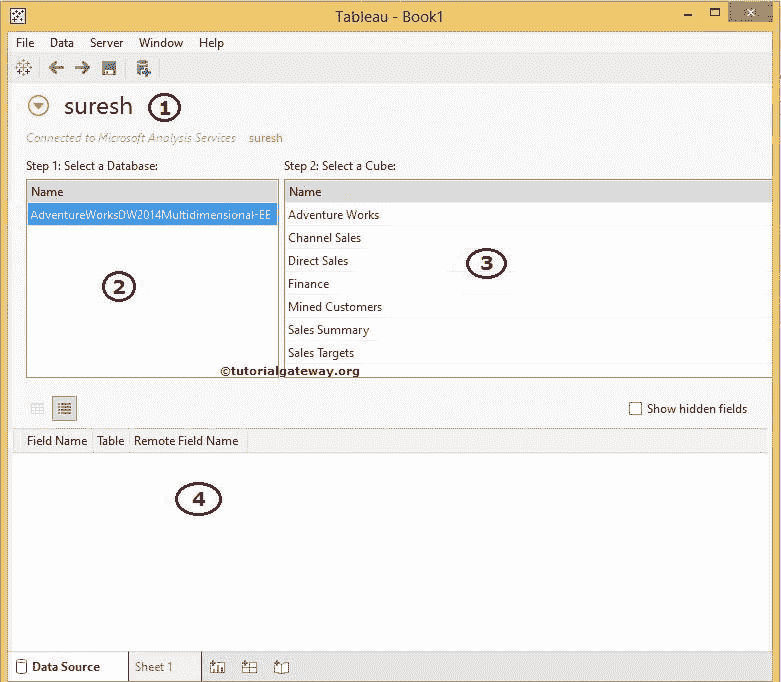 Tableau - Book1
File Data Server Window Help
suresh 1
Connected to Microsoft Analysis Services suresh
Step 1: Select a Database: Step 2: Select a Cube:
Name Name
AdventureWorksDW2014Multidimensional-EE Adventure Works
Channel Sales
Direct Sales
2 3
Finance
Mined Customers
Sales Summary
Sales Targets
©tutorialgateway.org
Show hidden fields
Field Name Table Remote Field Name
4
Data Source Sheet 1